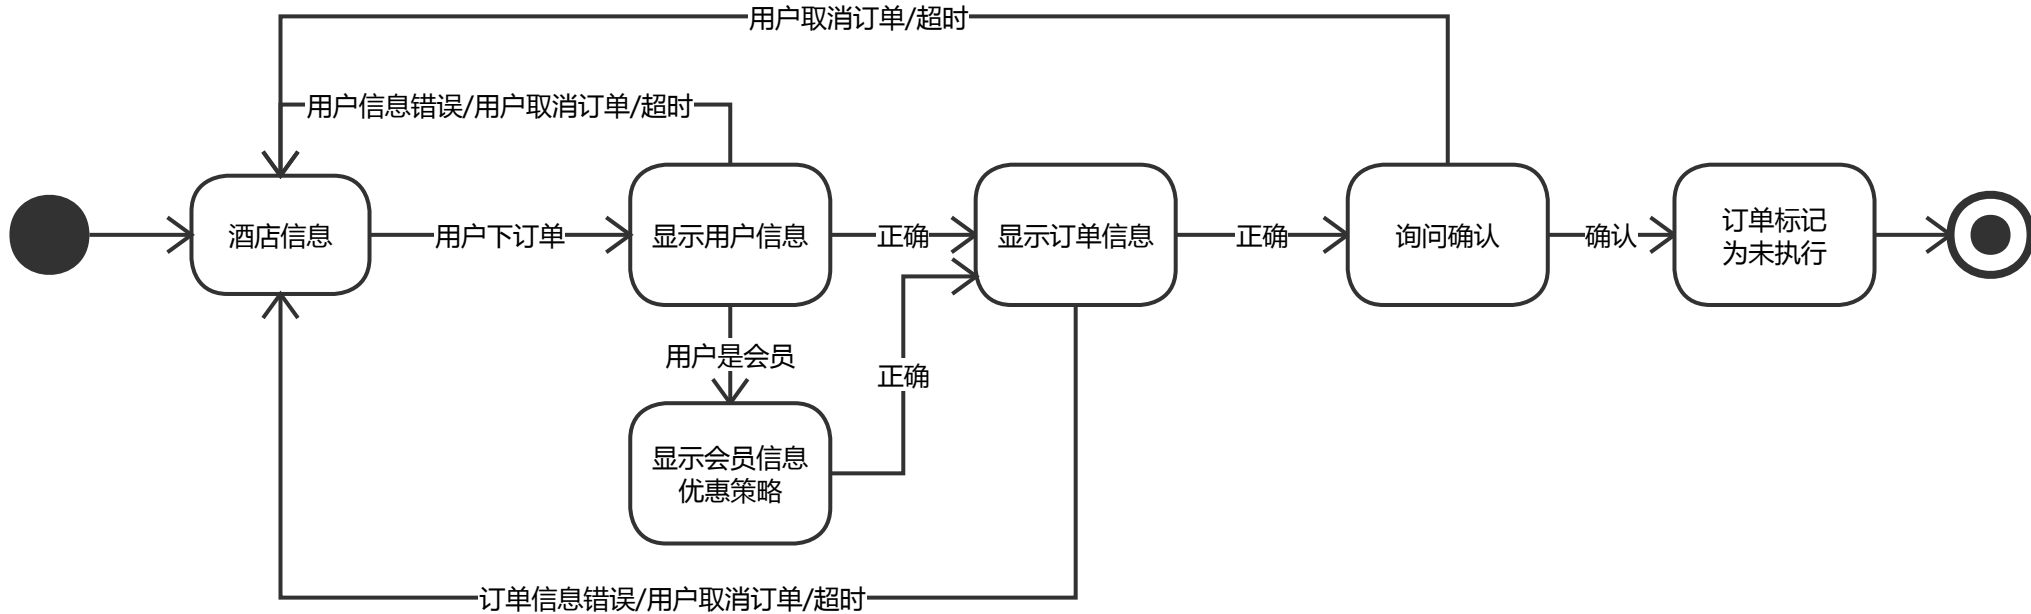 用户取消订单/超时
用户信息错误/用户取消订单/超时
酒店信息
用户下订单
显示用户信息
正确
显示订单信息
正确
询问确认
确认
订单标记
为未执行
用户是会员
正确
显示会员信息
优惠策略
订单信息错误/用户取消订单/超时